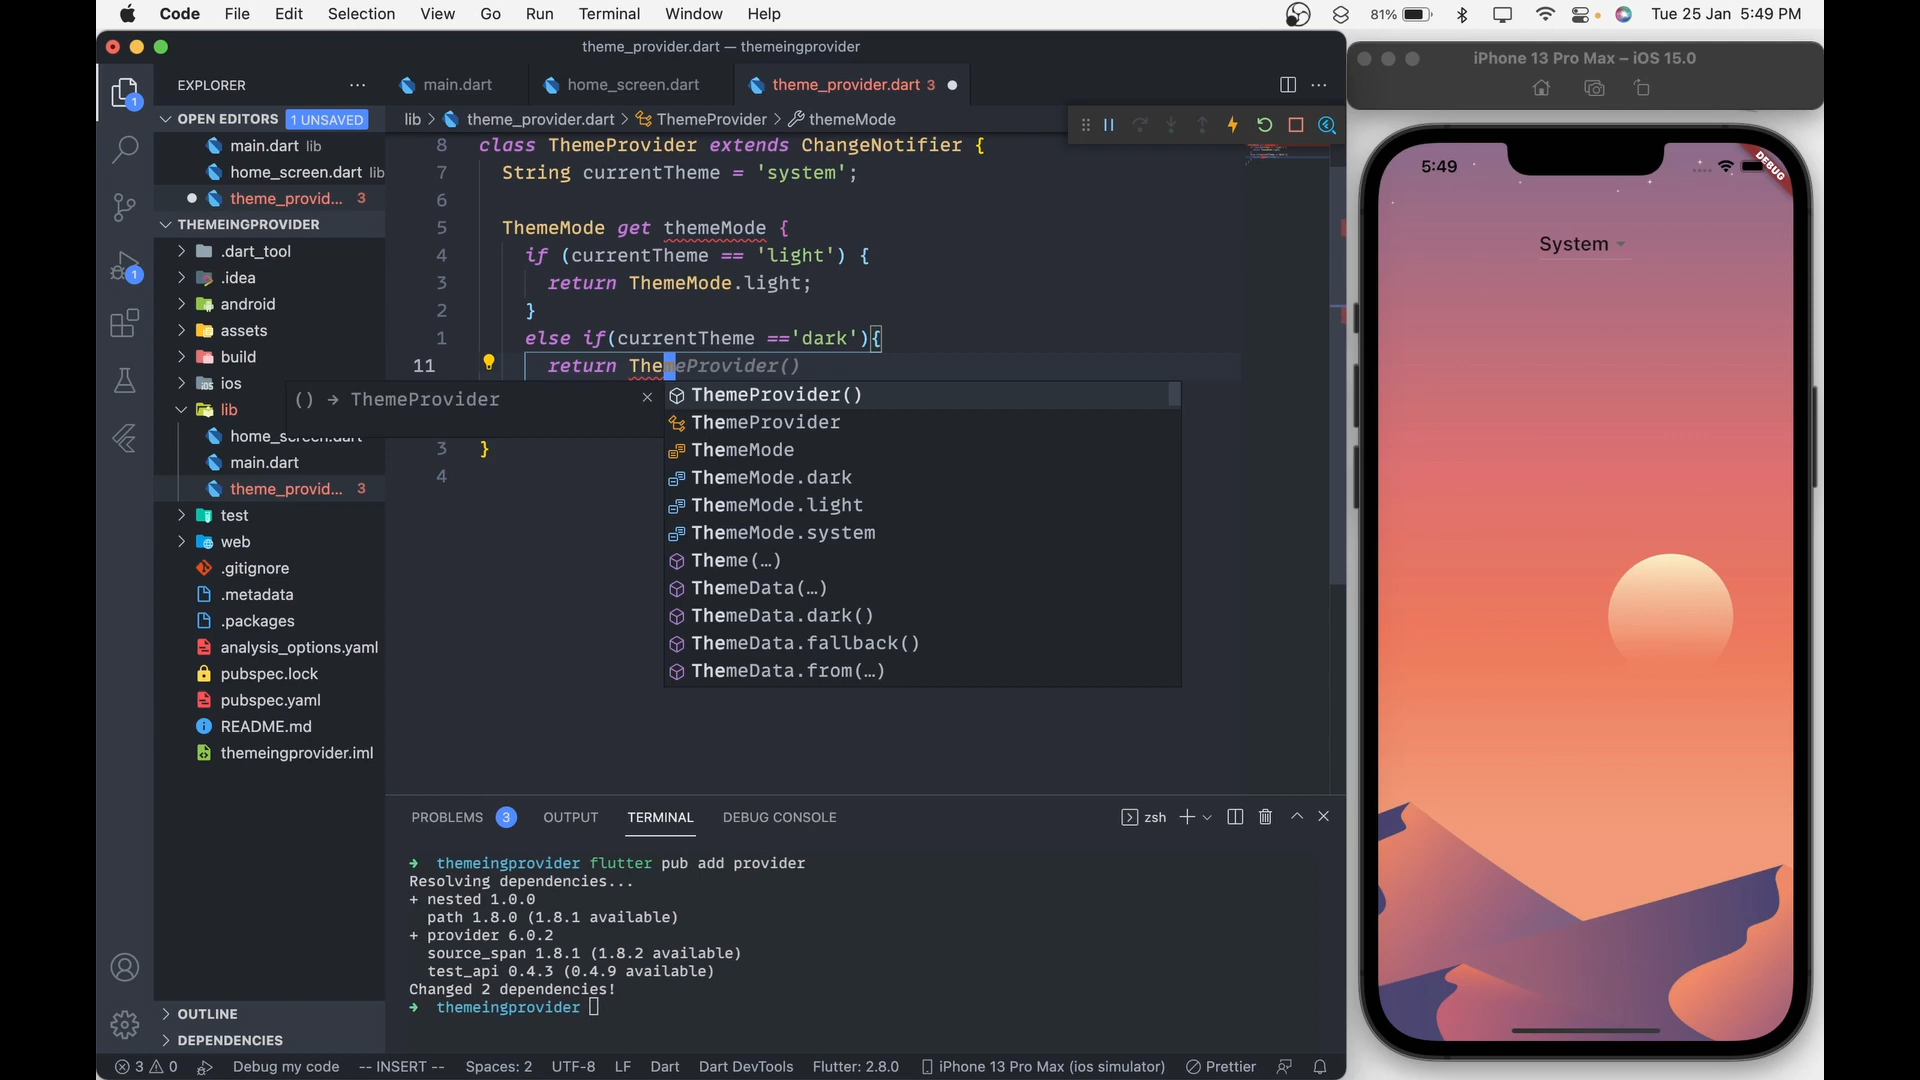 Code File Edit Selection View Go Run Terminal Window Help 81% Tue 25 Jan 5:49 PM
theme_provider.dart — themeingprovider
iPhone 13 Pro Max – iOS 15.0
EXPLORER
main.dart home_screen.dart theme_provider.dart 3
OPEN EDITORS 1 UNSAVED
main.dart lib
home_screen.dart lib
theme_provid... 3
THEMEINGPROVIDER
.dart_tool
.idea
android
assets
build
ios
lib
home_screen.dart
main.dart
theme_provid... 3
test
web
.gitignore
.metadata
.packages
analysis_options.yaml
pubspec.lock
pubspec.yaml
README.md
themeingprovider.iml
OUTLINE
DEPENDENCIES
lib > theme_provider.dart > ThemeProvider > themeMode
8 class ThemeProvider extends ChangeNotifier {
7 String currentTheme = 'system';
6
5 ThemeMode get themeMode {
4 if (currentTheme == 'light') {
3 return ThemeMode.light;
2 }
1 else if(currentTheme =='dark'){
11 return ThemeProvider()
() → ThemeProvider
3 }
4
ThemeProvider()
ThemeProvider
ThemeMode
ThemeMode.dark
ThemeMode.light
ThemeMode.system
Theme(…)
ThemeData(…)
ThemeData.dark()
ThemeData.fallback()
ThemeData.from(…)
PROBLEMS 3 OUTPUT TERMINAL DEBUG CONSOLE zsh
→ themeingprovider flutter pub add provider
Resolving dependencies...
+ nested 1.0.0
path 1.8.0 (1.8.1 available)
+ provider 6.0.2
source_span 1.8.1 (1.8.2 available)
test_api 0.4.3 (0.4.9 available)
Changed 2 dependencies!
→ themeingprovider
1
1
3 0 Debug my code -- INSERT -- Spaces: 2 UTF-8 LF Dart Dart DevTools Flutter: 2.8.0 iPhone 13 Pro Max (ios simulator) Prettier
5:49
DEBUG
System